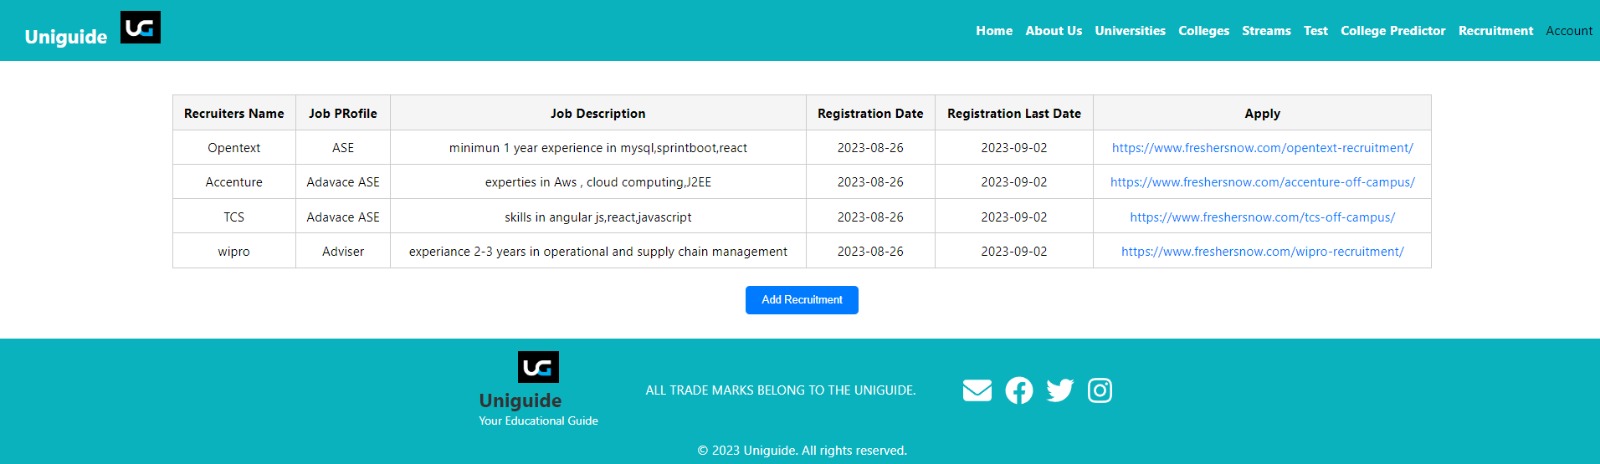 Uniguide UG Home About Us Universities Colleges Streams Test College Predictor Recruitment Account
Recruiters Name Job PRofile Job Description Registration Date Registration Last Date Apply
Opentext ASE minimun 1 year experience in mysql,sprintboot,react 2023-08-26 2023-09-02 https://www.freshersnow.com/opentext-recruitment/
Accenture Adavace ASE experties in Aws , cloud computing,J2EE 2023-08-26 2023-09-02 https://www.freshersnow.com/accenture-off-campus/
TCS Adavace ASE skills in angular js,react,javascript 2023-08-26 2023-09-02 https://www.freshersnow.com/tcs-off-campus/
wipro Adviser experiance 2-3 years in operational and supply chain management 2023-08-26 2023-09-02 https://www.freshersnow.com/wipro-recruitment/
Add Recruitment
UG
Uniguide
Your Educational Guide
ALL TRADE MARKS BELONG TO THE UNIGUIDE.
© 2023 Uniguide. All rights reserved.